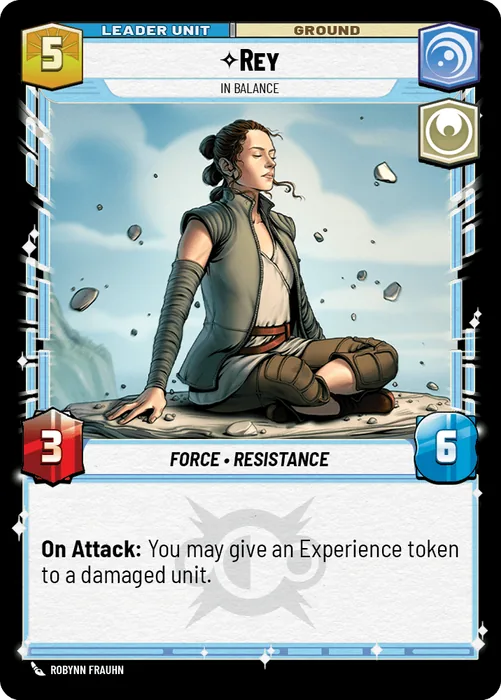 5
LEADER UNIT
GROUND
✧REY
IN BALANCE
3
6
FORCE • RESISTANCE
On Attack: You may give an Experience token
to a damaged unit.
ROBYNN FRAUHN